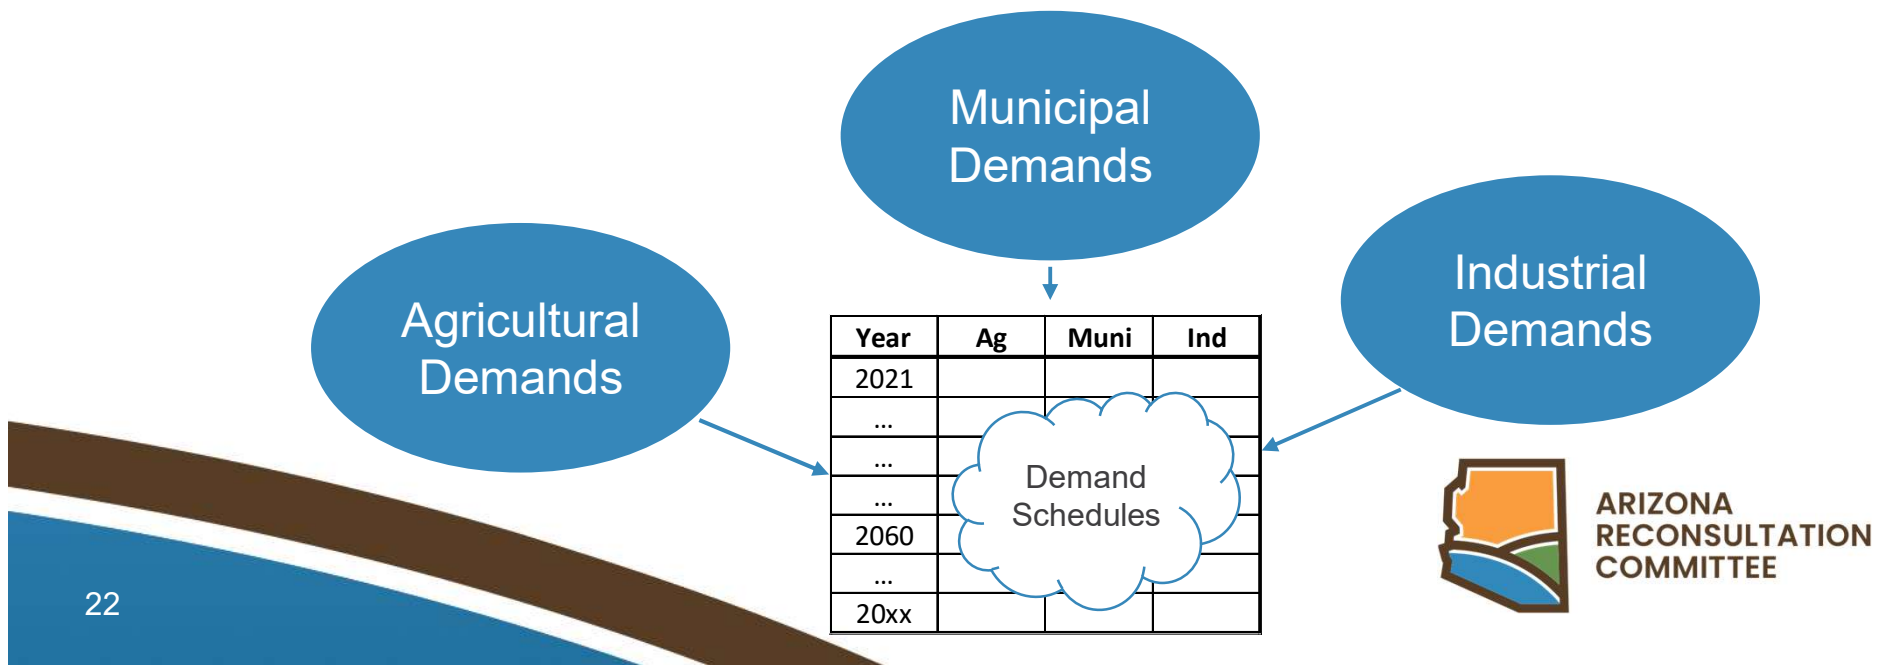 Municipal
Demands
Agricultural
Demands
Industrial
Demands
Year Ag Muni Ind
2021
...
...
...
2060
...
20xx
Demand
Schedules
ARIZONA
RECONSULTATION
COMMITTEE
22